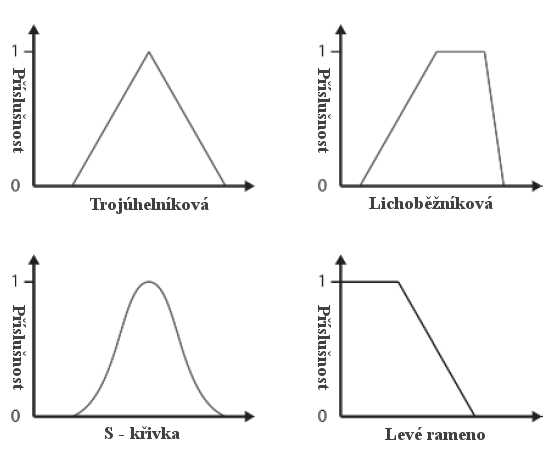 1
Příslušnost
0
Trojúhelníková
1
Příslušnost
0
Lichoběžníková
1
Příslušnost
0
S - křivka
1
Příslušnost
0
Levé rameno